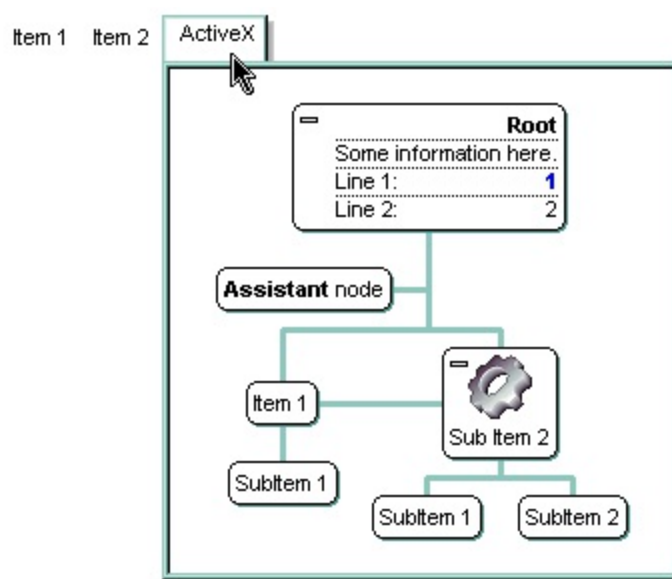 Item 1 Item 2 ActiveX
Root
Some information here.
Line 1: 1
Line 2: 2
Assistant node
Item 1
Sub Item 2
SubItem 1
SubItem 1 SubItem 2